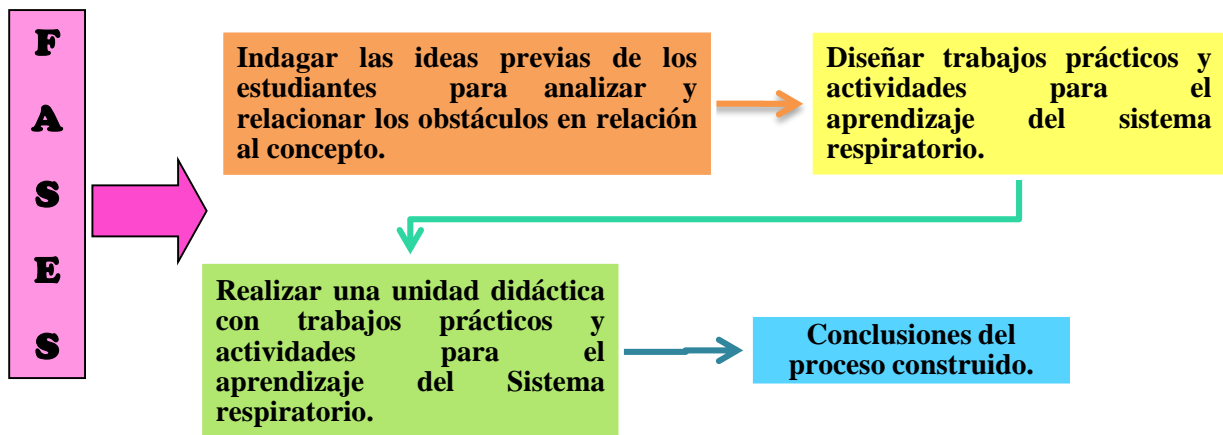 F
A
S
E
S
Indagar las ideas previas de los
estudiantes para analizar y
relacionar los obstáculos en relación
al concepto.
Diseñar trabajos prácticos y
actividades para el
aprendizaje del sistema
respiratorio.
Realizar una unidad didáctica
con trabajos prácticos y
actividades para el
aprendizaje del Sistema
respiratorio.
Conclusiones del
proceso construido.